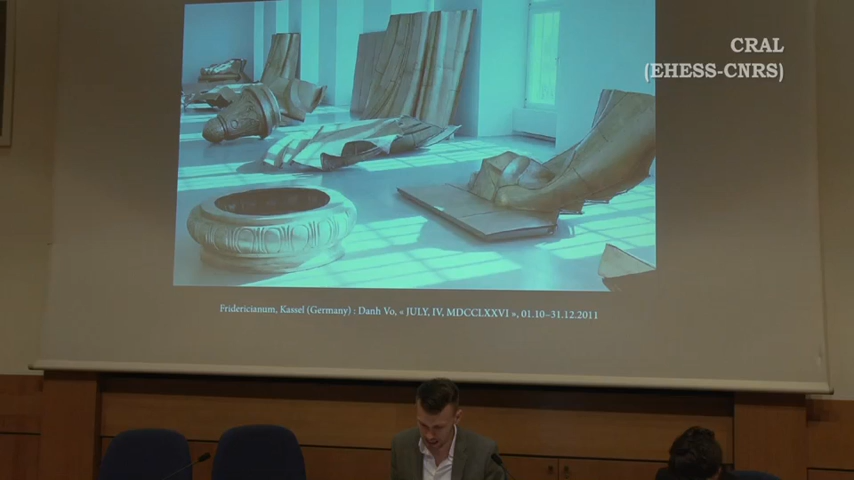 CRAL
(EHESS-CNRS)
Fridericianum, Kassel (Germany) : Danh Vo, « JULY, IV, MDCCLXXVI », 01.10–31.12.2011